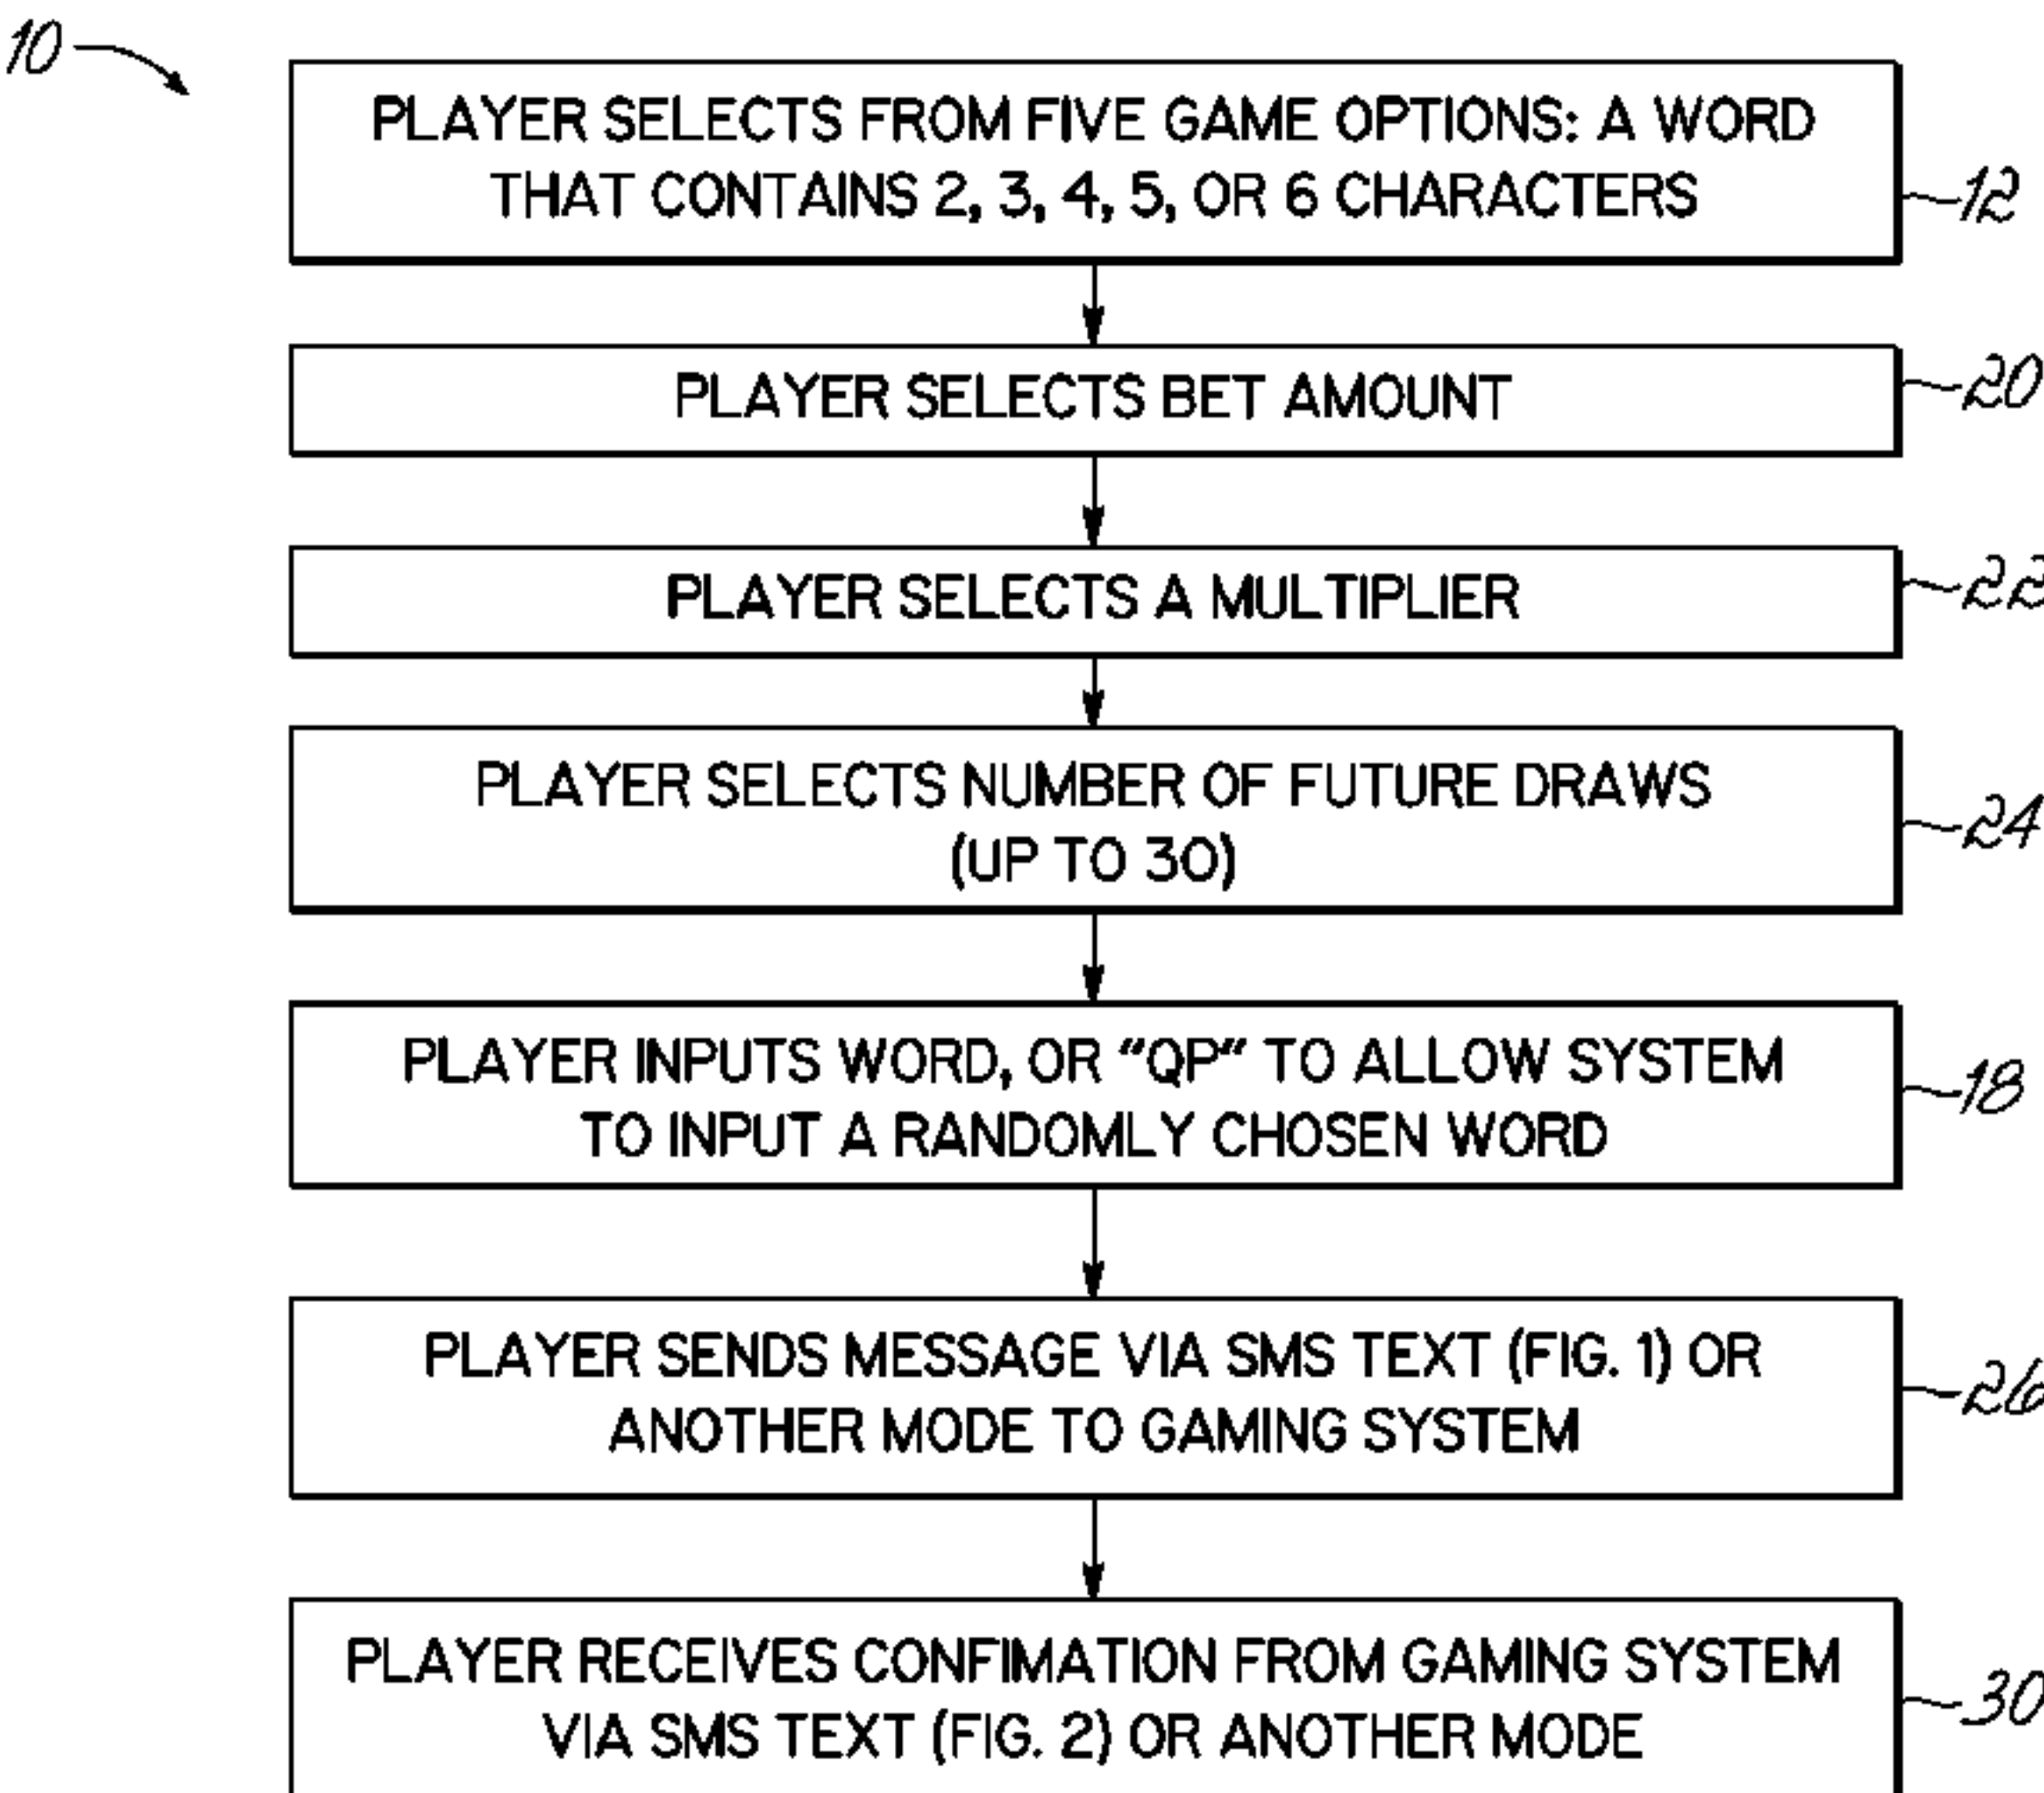 10
PLAYER SELECTS FROM FIVE GAME OPTIONS: A WORD
THAT CONTAINS 2, 3, 4, 5, OR 6 CHARACTERS
12
PLAYER SELECTS BET AMOUNT
20
PLAYER SELECTS A MULTIPLIER
22
PLAYER SELECTS NUMBER OF FUTURE DRAWS
(UP TO 30)
24
PLAYER INPUTS WORD, OR "QP" TO ALLOW SYSTEM
TO INPUT A RANDOMLY CHOSEN WORD
18
PLAYER SENDS MESSAGE VIA SMS TEXT (FIG. 1) OR
ANOTHER MODE TO GAMING SYSTEM
26
PLAYER RECEIVES CONFIMATION FROM GAMING SYSTEM
VIA SMS TEXT (FIG. 2) OR ANOTHER MODE
30